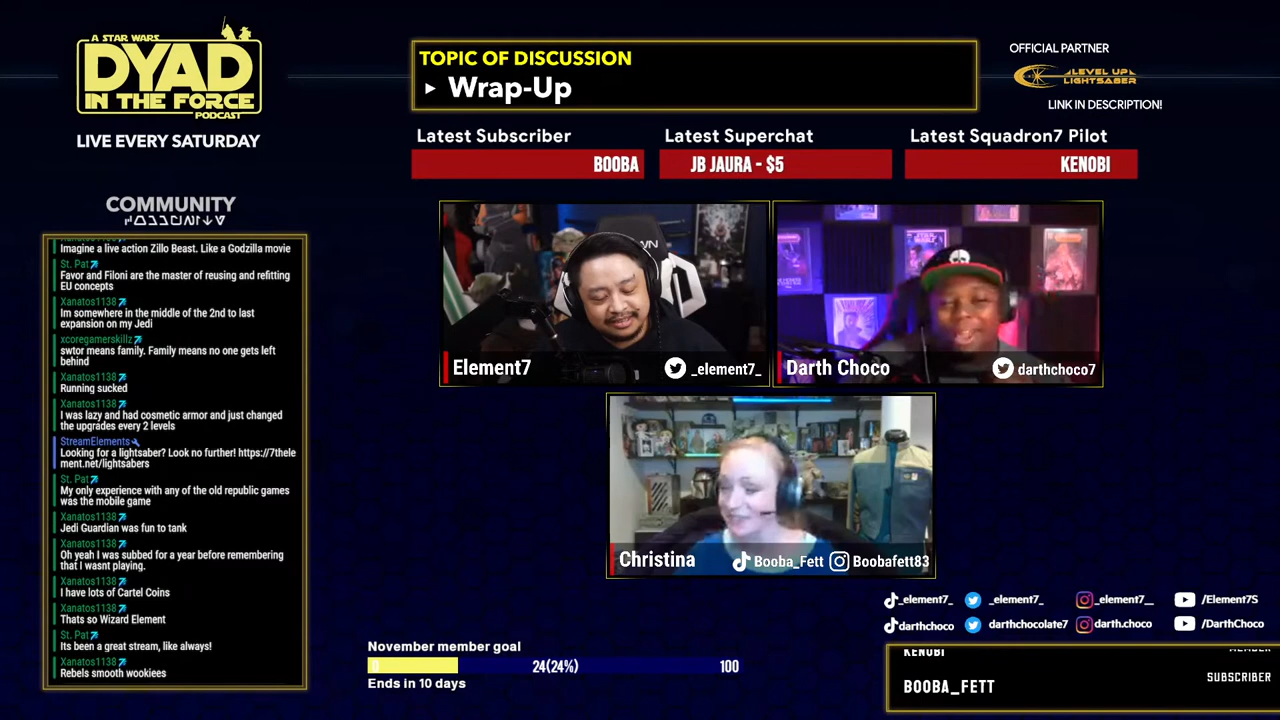 A STAR WARS
DYAD
IN THE FORCE
PODCAST
LIVE EVERY SATURDAY
TOPIC OF DISCUSSION
Wrap-Up
OFFICIAL PARTNER
LEVEL UP
LIGHTSABER
LINK IN DESCRIPTION!
Latest Subscriber
BOOBA
Latest Superchat
JB JAURA - $5
Latest Squadron7 Pilot
KENOBI
COMMUNITY
Imagine a live action Zillo Beast. Like a Godzilla movie
St. Pat
Favor and Filoni are the master of reusing and refitting
EU concepts
Xanatos1138
Im somewhere in the middle of the 2nd to last
expansion on my Jedi
xcoregamerskillz
swtor means family. Family means no one gets left
behind
Xanatos1138
Running sucked
Xanatos1138
I was lazy and had cosmetic armor and just changed
the upgrades every 2 levels
StreamElements
Looking for a lightsaber? Look no further! https://7thele
ment.net/lightsabers
St. Pat
My only experience with any of the old republic games
was the mobile game
Xanatos1138
Jedi Guardian was fun to tank
Xanatos1138
Oh yeah I was subbed for a year before remembering
that I wasnt playing.
Xanatos1138
I have lots of Cartel Coins
Xanatos1138
Thats so Wizard Element
St. Pat
Its been a great stream, like always!
Xanatos1138
Rebels smooth wookiees
Element7
_element7_
Darth Choco
darthchoco7
Christina
Booba_Fett
Boobafett83
November member goal
0
24(24%)
100
Ends in 10 days
_element7_
_element7_
_element7__
/Element7S
darthchoco
darthchocolate7
darth.choco
/DarthChoco
KENOBI
MEMBER
BOOBA_FETT
SUBSCRIBER